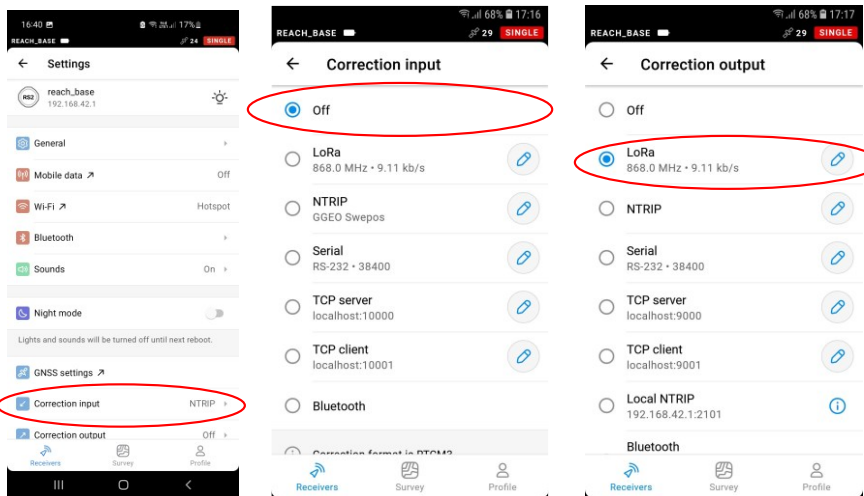 16:40 17%
REACH_BASE 24 SINGLE
Settings
RS2
reach_base
192.168.42.1
General
Mobile data ↗ Off
Wi-Fi ↗ Hotspot
Bluetooth
Sounds On
Night mode
Lights and sounds will be turned off until next reboot.
GNSS settings ↗
Correction input NTRIP
Correction output Off
Receivers Survey Profile
68% 17:16
REACH_BASE 29 SINGLE
Correction input
Off
LoRa
868.0 MHz • 9.11 kb/s
NTRIP
GGEO Swepos
Serial
RS-232 • 38400
TCP server
localhost:10000
TCP client
localhost:10001
Bluetooth
Correction format is RTCM3
Receivers Survey Profile
68% 17:17
REACH_BASE 29 SINGLE
Correction output
Off
LoRa
868.0 MHz • 9.11 kb/s
NTRIP
Serial
RS-232 • 38400
TCP server
localhost:9000
TCP client
localhost:9001
Local NTRIP
192.168.42.1:2101
Bluetooth
Receivers Survey Profile